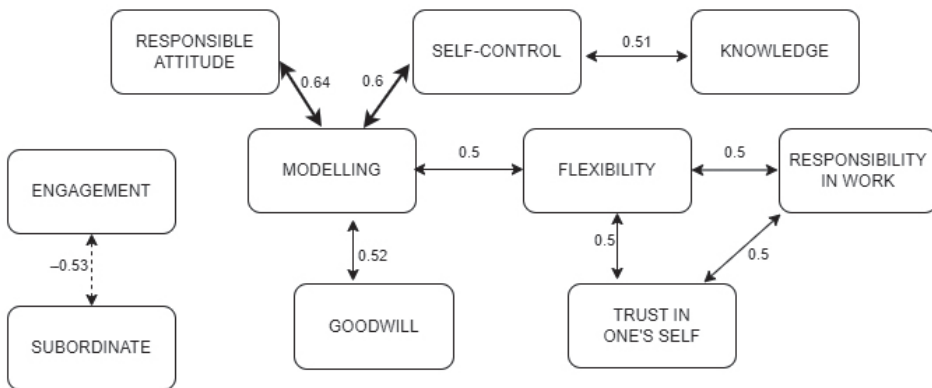 RESPONSIBLE
ATTITUDE
SELF-CONTROL
0.51
KNOWLEDGE
0.64
0.6
MODELLING
0.5
FLEXIBILITY
0.5
RESPONSIBILITY
IN WORK
ENGAGEMENT
–0.53
0.52
0.5
0.5
SUBORDINATE
GOODWILL
TRUST IN
ONE'S SELF